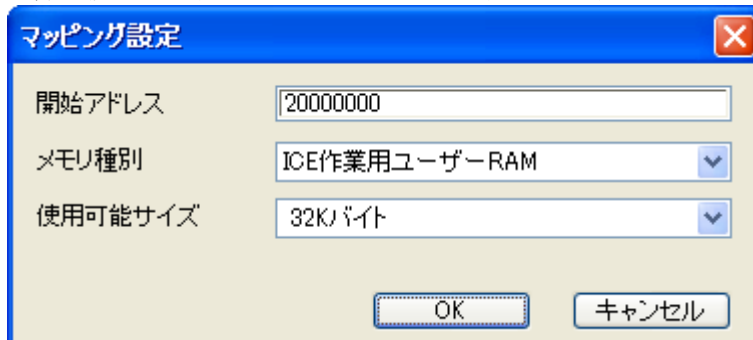 マッピング設定
開始アドレス 20000000
メモリ種別 ICE作業用ユーザーRAM
使用可能サイズ 32Kバイト
OK キャンセル